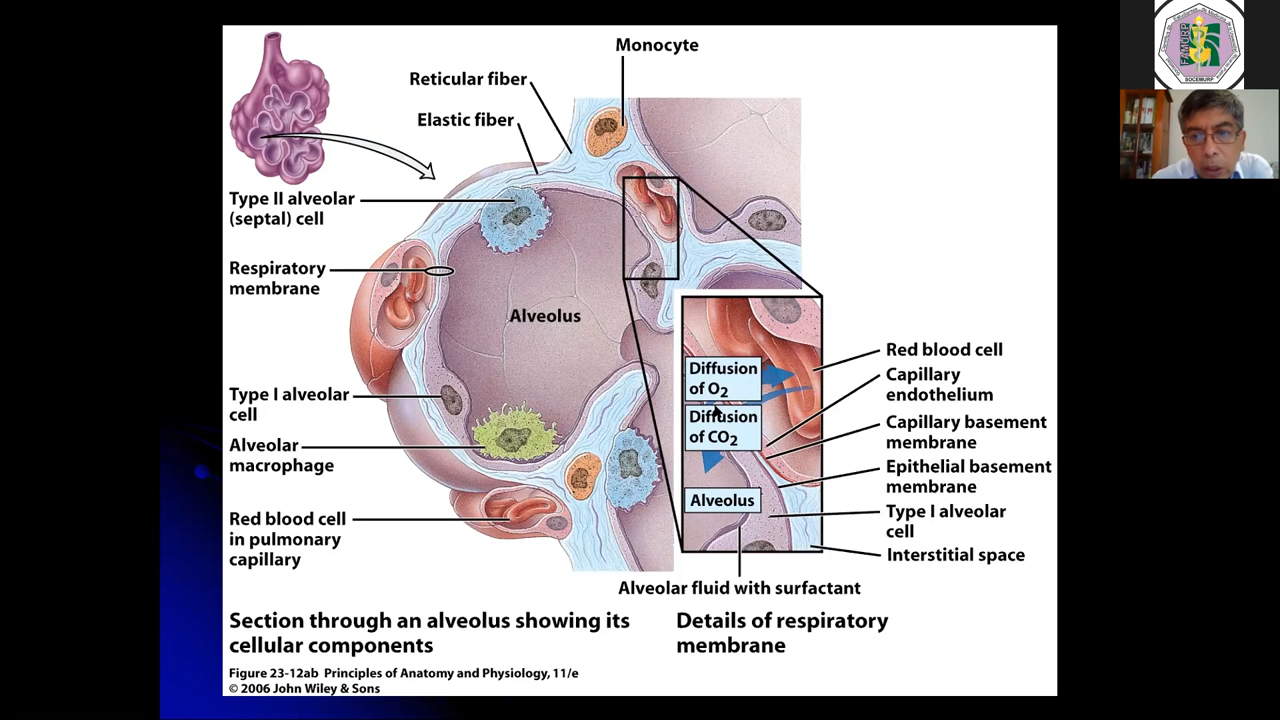 Monocyte
Reticular fiber
Elastic fiber
Type II alveolar
(septal) cell
Respiratory
membrane
Alveolus
Type I alveolar
cell
Alveolar
macrophage
Red blood cell
in pulmonary
capillary
Diffusion
of O2
Diffusion
of CO2
Alveolus
Red blood cell
Capillary
endothelium
Capillary basement
membrane
Epithelial basement
membrane
Type I alveolar
cell
Interstitial space
Alveolar fluid with surfactant
Section through an alveolus showing its
cellular components
Details of respiratory
membrane
Figure 23-12ab Principles of Anatomy and Physiology, 11/e
© 2006 John Wiley & Sons
FAMURP
SOCEMURP